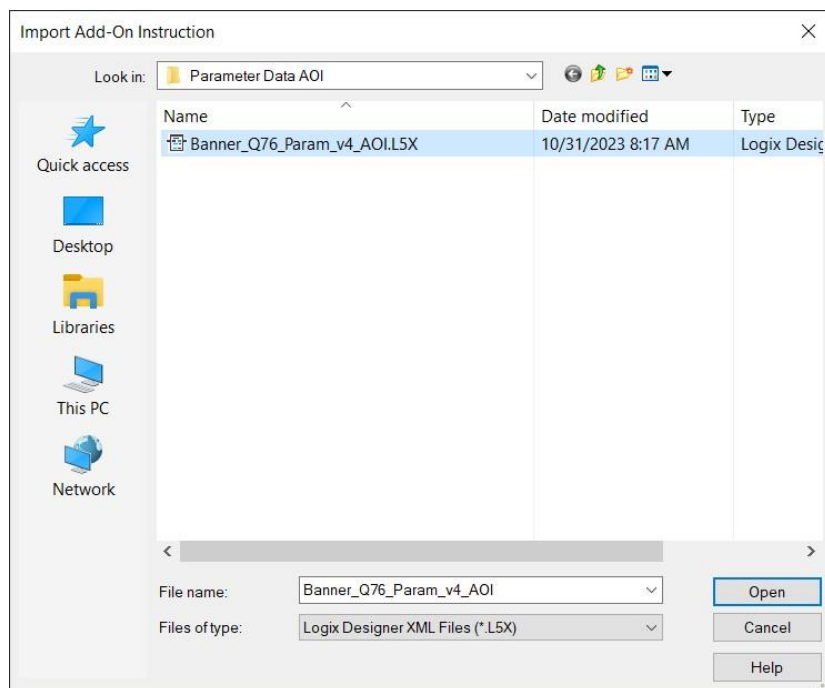 Import Add-On Instruction
Look in: Parameter Data AOI
Name Date modified Type
Banner_Q76_Param_v4_AOI.L5X 10/31/2023 8:17 AM Logix Desig
Quick access
Desktop
Libraries
This PC
Network
File name: Banner_Q76_Param_v4_AOI Open
Files of type: Logix Designer XML Files (*.L5X) Cancel
Help